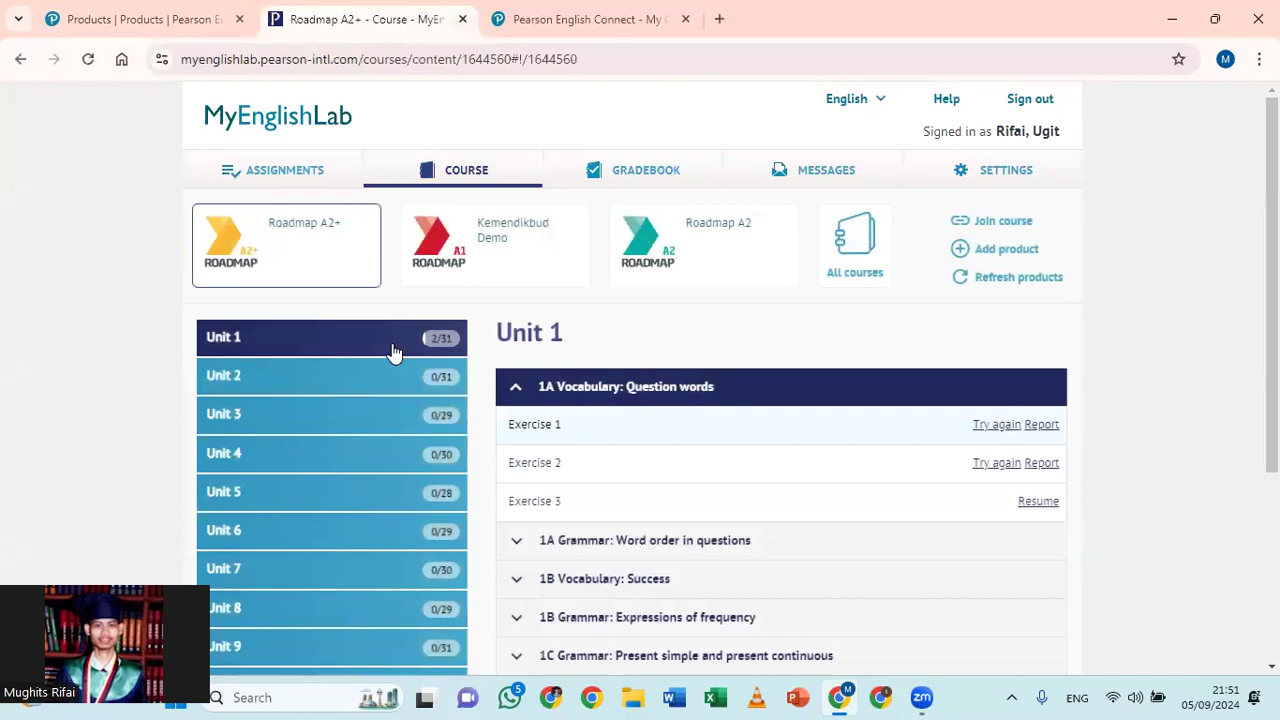 Products | Products | Pearson E
Roadmap A2+ - Course - MyEn
Pearson English Connect - My C
myenglishlab.pearson-intl.com/courses/content/1644560#!/1644560
M
MyEnglishLab
English
Help
Sign out
Signed in as Rifai, Ugit
ASSIGNMENTS
COURSE
GRADEBOOK
MESSAGES
SETTINGS
Roadmap A2+
A2+
ROADMAP
Kemendikbud
Demo
A1
ROADMAP
Roadmap A2
A2
ROADMAP
All courses
Join course
Add product
Refresh products
Unit 1 2/31
Unit 2 0/31
Unit 3 0/29
Unit 4 0/30
Unit 5 0/28
Unit 6 0/29
Unit 7 0/30
Unit 8 0/29
Unit 9 0/31
Unit 1
1A Vocabulary: Question words
Exercise 1 Try again Report
Exercise 2 Try again Report
Exercise 3 Resume
1A Grammar: Word order in questions
1B Vocabulary: Success
1B Grammar: Expressions of frequency
1C Grammar: Present simple and present continuous
Mughits Rifai
Search
5
M
zm
ENG
21:51
05/09/2024